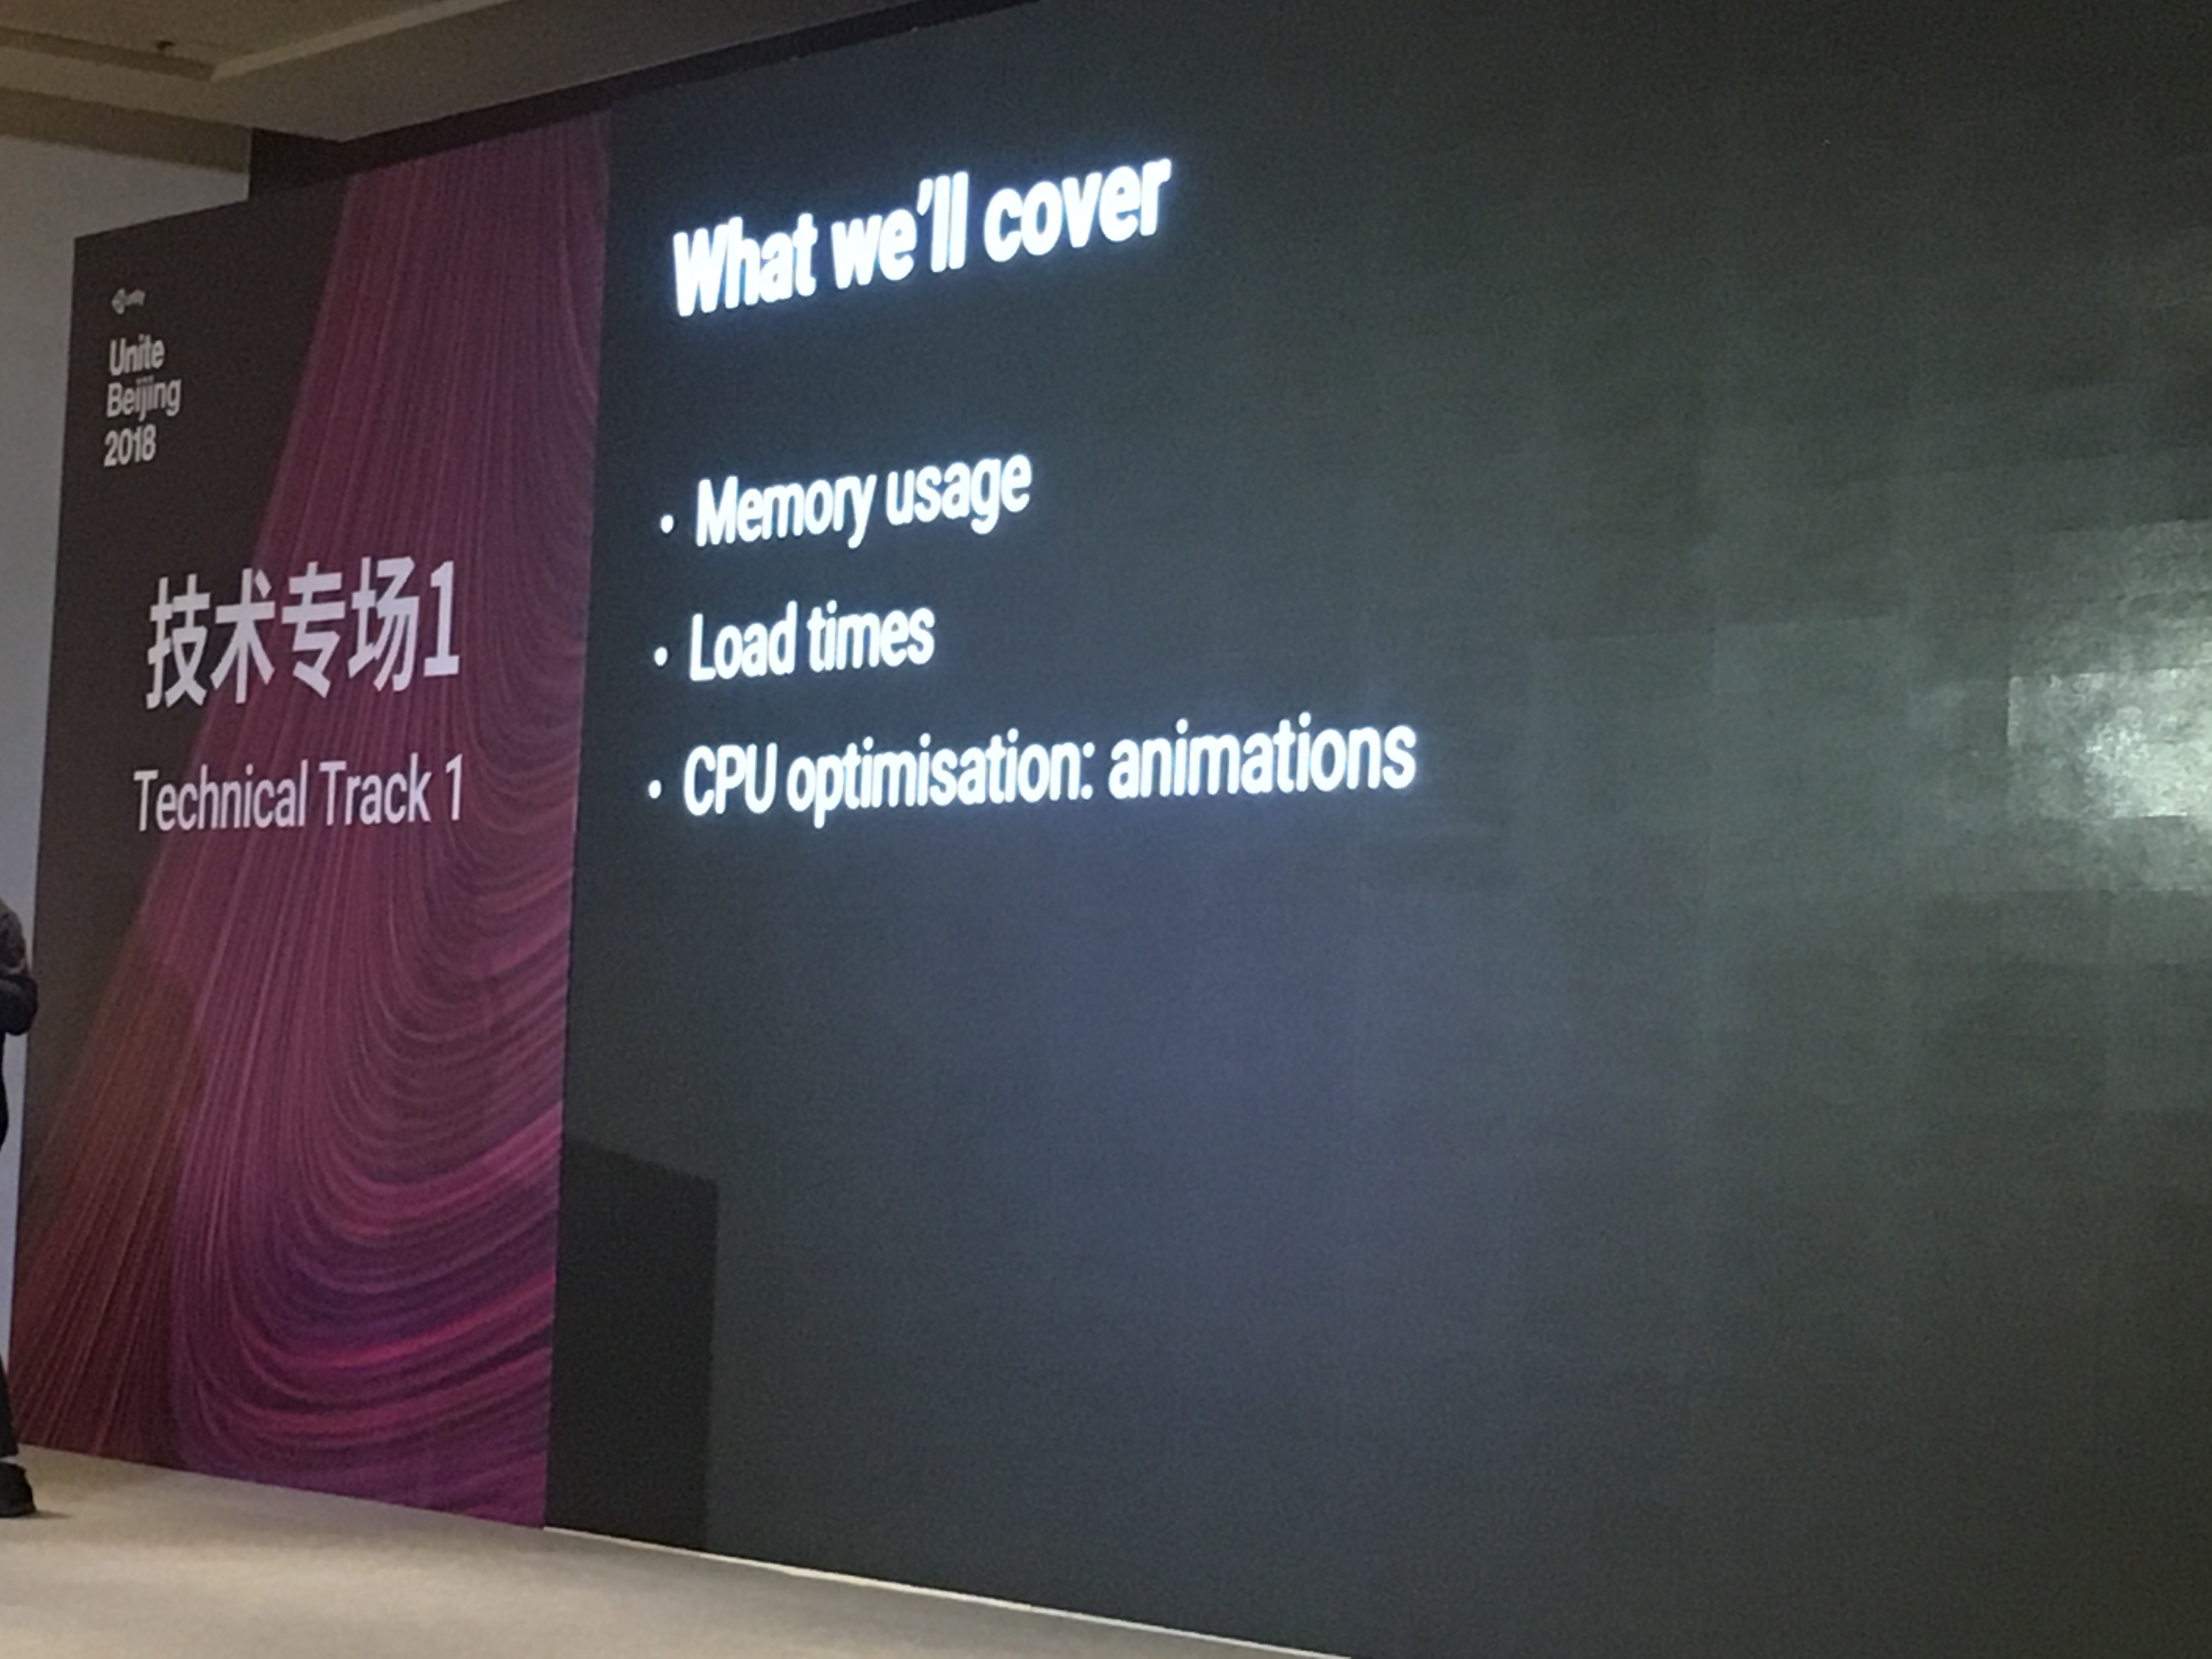 unity
Unite
Beijing
2018
技术专场1
Technical Track 1
What we'll cover
• Memory usage
• Load times
• CPU optimisation: animations